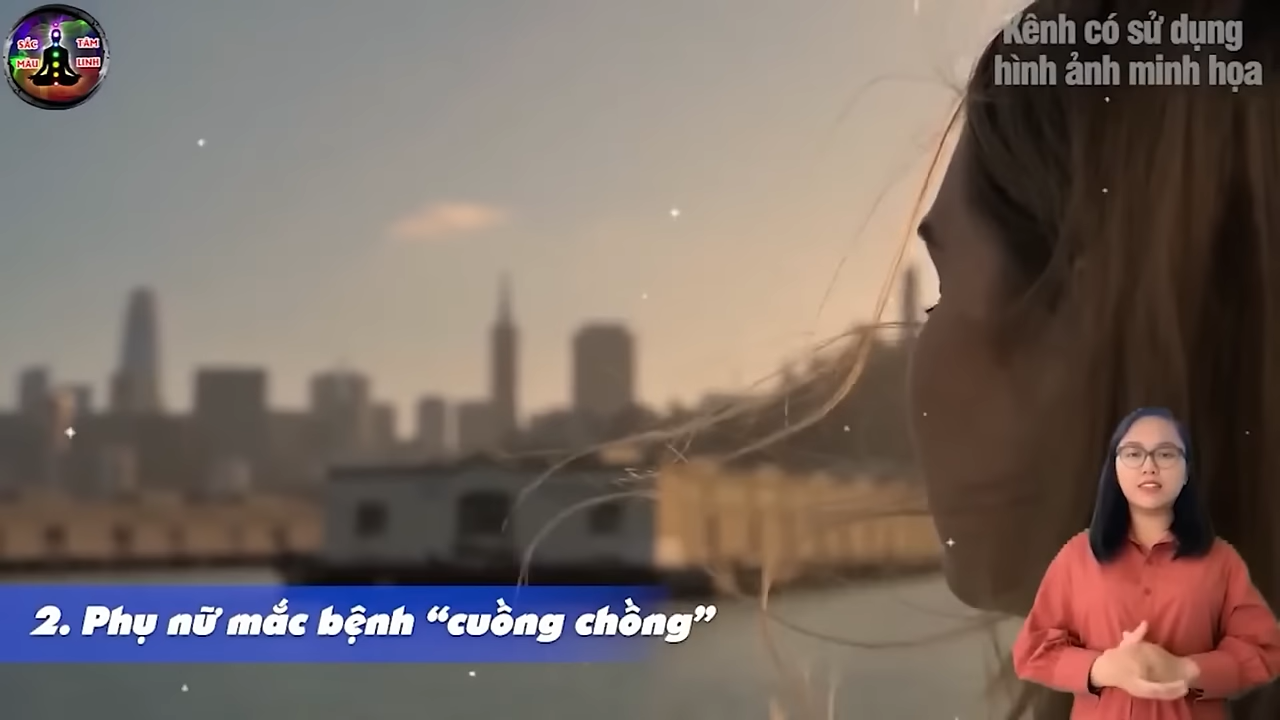 SẮC TÂM
MÀU LINH
Kênh có sử dụng
hình ảnh minh họa
2. Phụ nữ mắc bệnh “cuồng chồng”